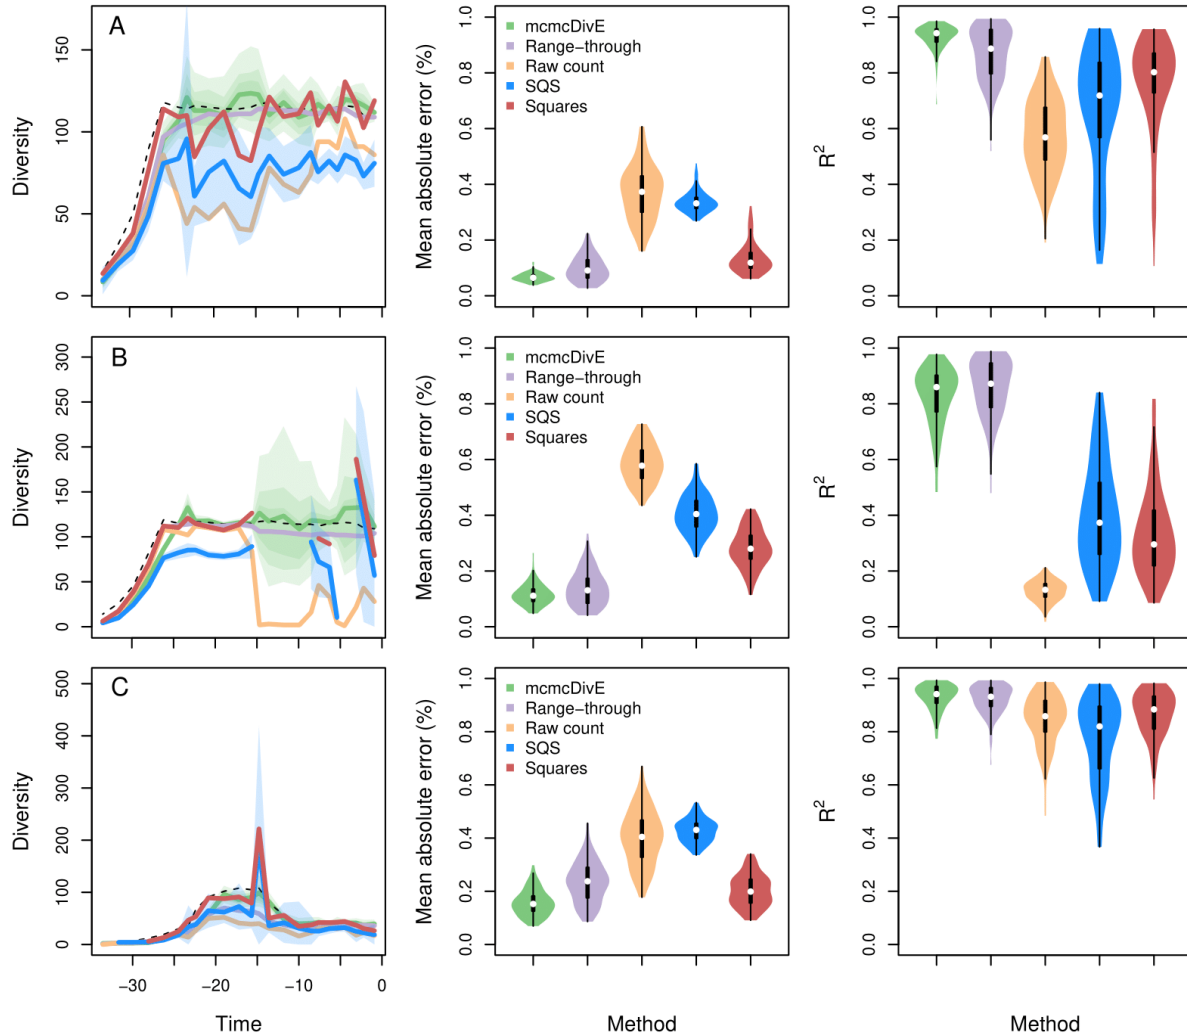 A
Diversity
150
100
50
0
mcmcDivE
Range−through
Raw count
SQS
Squares
Mean absolute error (%)
1.0
0.8
0.6
0.4
0.2
0.0
R2
1.0
0.8
0.6
0.4
0.2
0.0
B
Diversity
300
250
200
150
100
50
0
mcmcDivE
Range−through
Raw count
SQS
Squares
Mean absolute error (%)
1.0
0.8
0.6
0.4
0.2
0.0
R2
1.0
0.8
0.6
0.4
0.2
0.0
C
Diversity
500
400
300
200
100
0
−30 −20 −10 0
Time
mcmcDivE
Range−through
Raw count
SQS
Squares
Mean absolute error (%)
1.0
0.8
0.6
0.4
0.2
0.0
Method
R2
1.0
0.8
0.6
0.4
0.2
0.0
Method